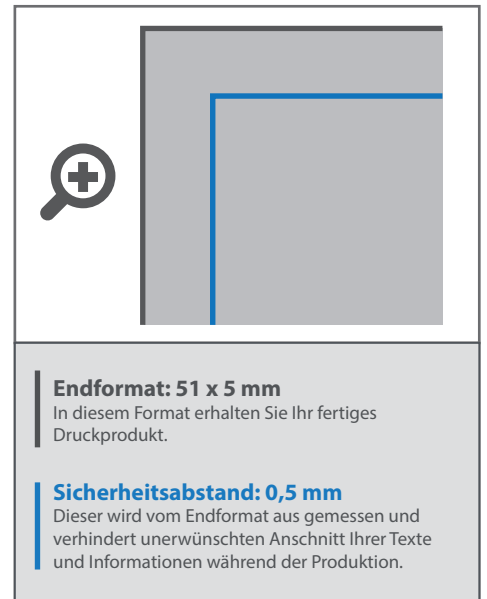 Endformat: 51 x 5 mm
In diesem Format erhalten Sie Ihr fertiges
Druckprodukt.
Sicherheitsabstand: 0,5 mm
Dieser wird vom Endformat aus gemessen und
verhindert unerwünschten Anschnitt Ihrer Texte
und Informationen während der Produktion.